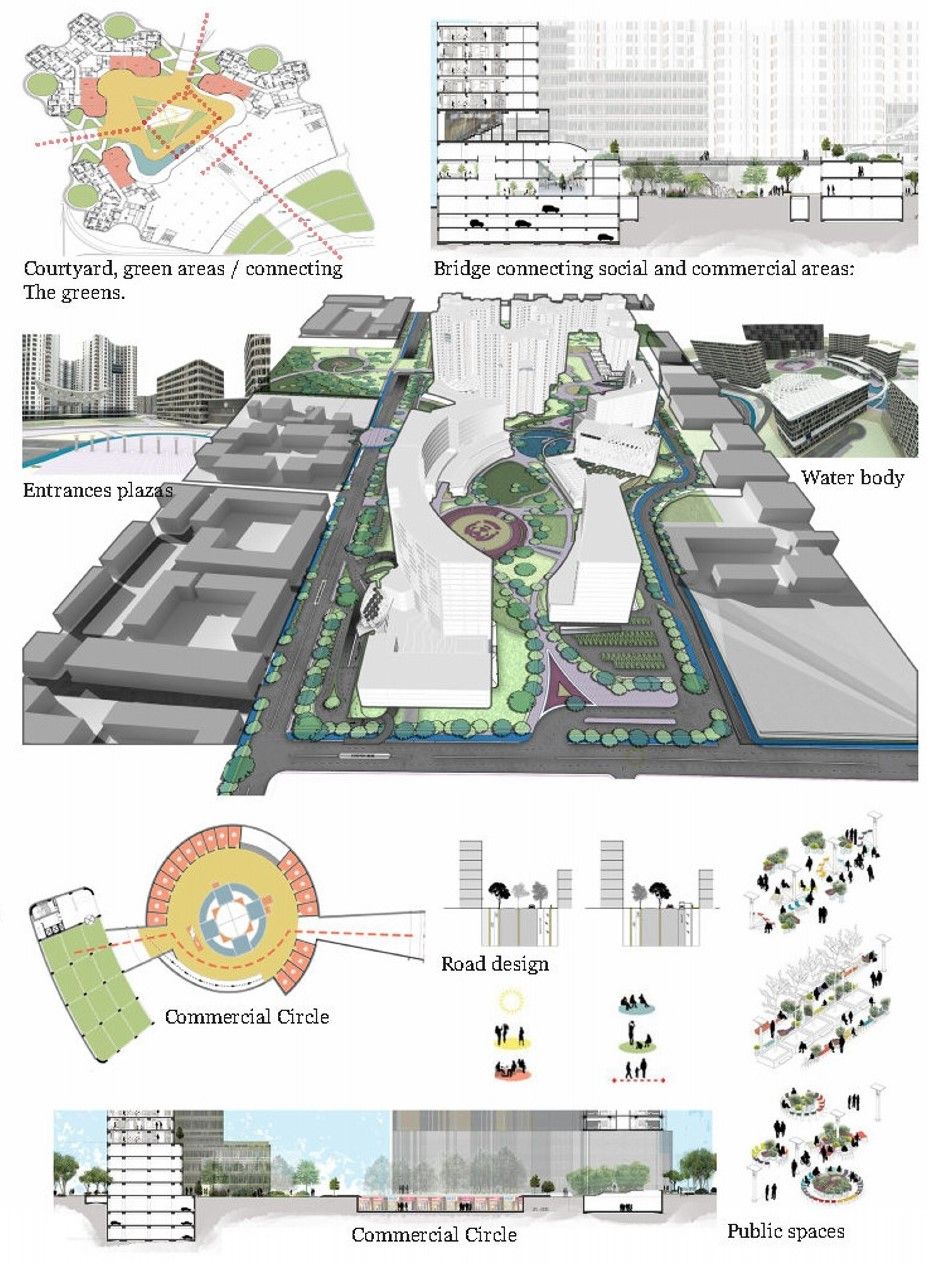 Courtyard, green areas / connecting
The greens.
Bridge connecting social and commercial areas:
Entrances plazas
Water body
Commercial Circle
Road design
Commercial Circle
Public spaces